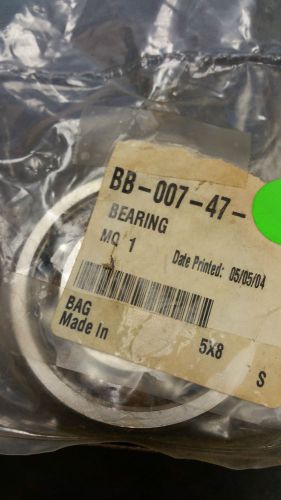 BB-007-47-
BEARING
MQ 1
Date Printed: 05/05/04
BAG
5X8
S
Made In